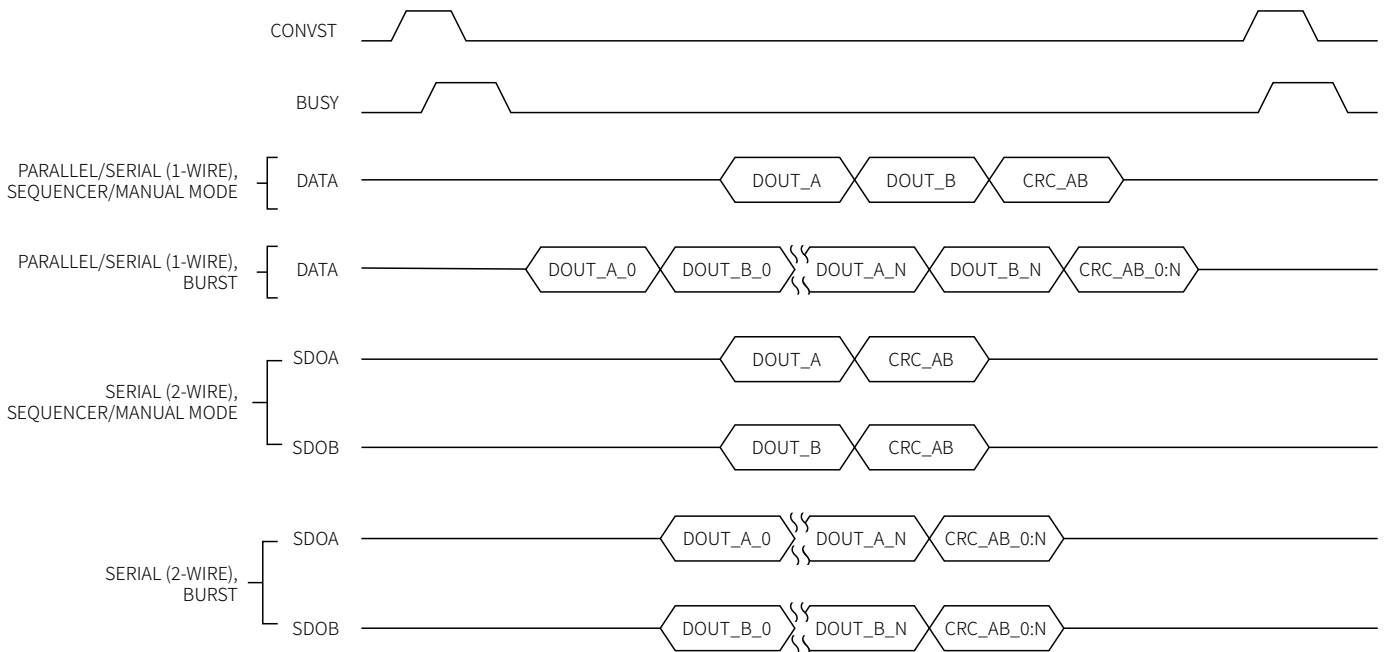 CONVST
BUSY
PARALLEL/SERIAL (1-WIRE),
SEQUENCER/MANUAL MODE
DATA
DOUT_A
DOUT_B
CRC_AB
PARALLEL/SERIAL (1-WIRE),
BURST
DATA
DOUT_A_0
DOUT_B_0
DOUT_A_N
DOUT_B_N
CRC_AB_0:N
SERIAL (2-WIRE),
SEQUENCER/MANUAL MODE
SDOA
DOUT_A
CRC_AB
SDOB
DOUT_B
CRC_AB
SERIAL (2-WIRE),
BURST
SDOA
DOUT_A_0
DOUT_A_N
CRC_AB_0:N
SDOB
DOUT_B_0
DOUT_B_N
CRC_AB_0:N